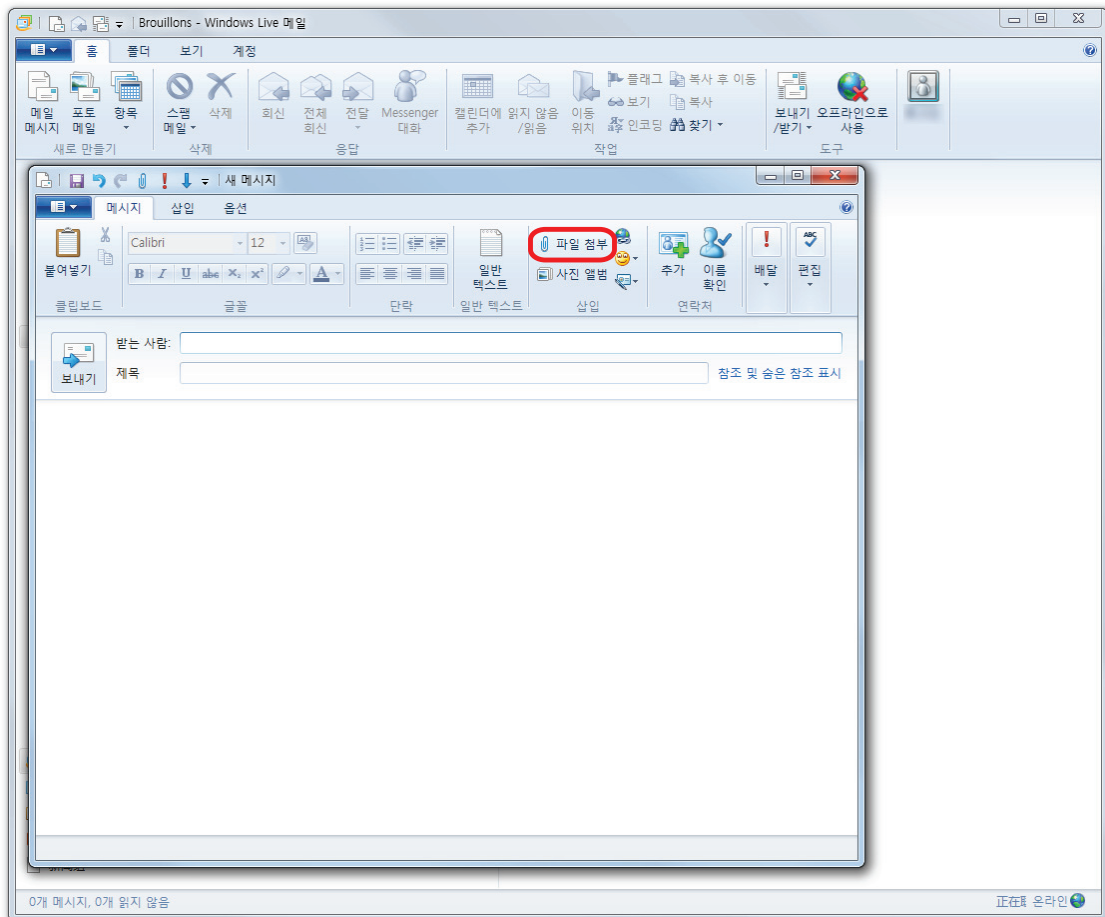 Brouillons - Windows Live 메일
홈 폴더 보기 계정
메일 메시지
포토 메일
항목
새로 만들기
스팸 메일
삭제
삭제
회신
전체 회신
전달
Messenger 대화
응답
캘린더에 추가
읽지 않음 /읽음
이동 위치
플래그
보기
인코딩
복사 후 이동
복사
찾기
작업
보내기 /받기
오프라인으로 사용
도구
새 메시지
메시지 삽입 옵션
붙여넣기
클립보드
Calibri 12
B I U abc X₂ X² A
글꼴
단락
일반 텍스트
일반 텍스트
파일 첨부
사진 앨범
삽입
추가
이름 확인
연락처
배달
ABC
편집
보내기
받는 사람:
제목
참조 및 숨은 참조 표시
0개 메시지, 0개 읽지 않음
온라인